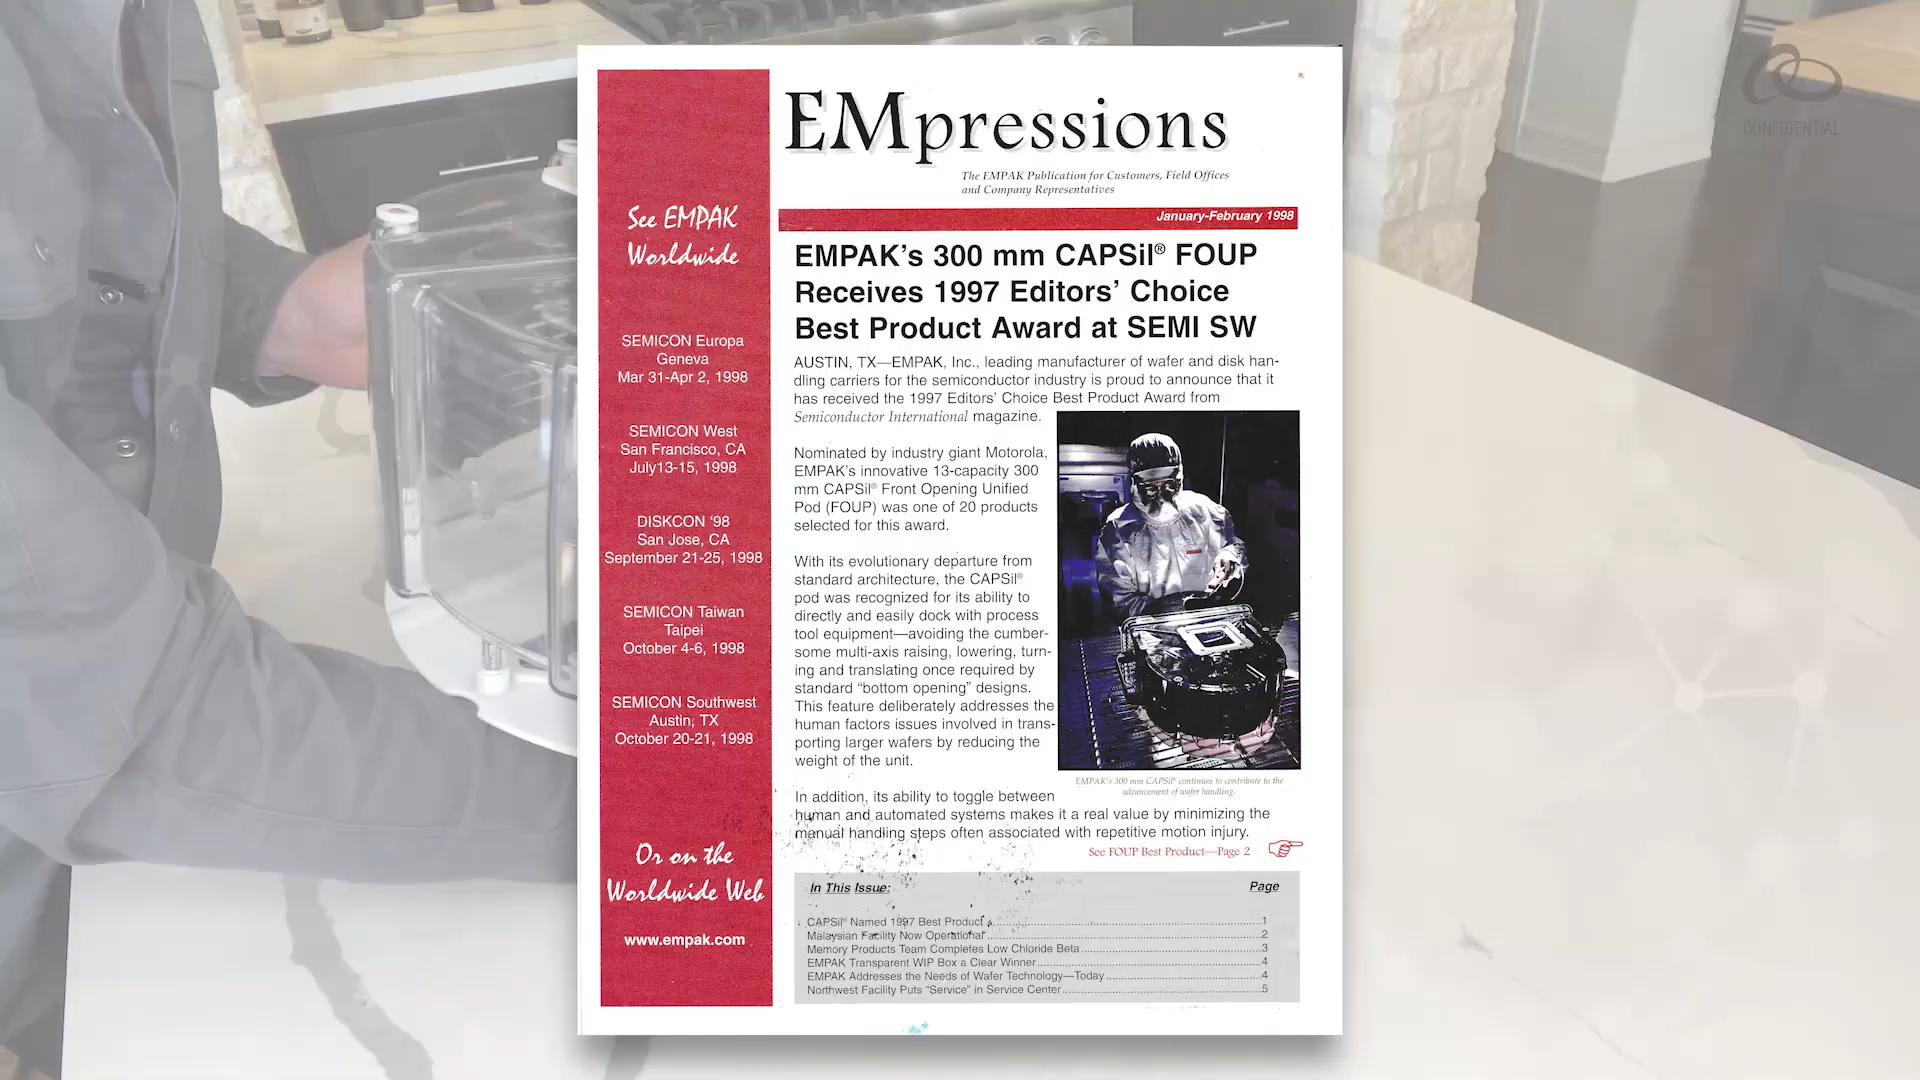 CONFIDENTIAL
EMpressions
The EMPAK Publication for Customers, Field Offices
and Company Representatives
January-February 1998
See EMPAK
Worldwide
SEMICON Europa
Geneva
Mar 31-Apr 2, 1998
SEMICON West
San Francisco, CA
July13-15, 1998
DISKCON '98
San Jose, CA
September 21-25, 1998
SEMICON Taiwan
Taipei
October 4-6, 1998
SEMICON Southwest
Austin, TX
October 20-21, 1998
Or on the
Worldwide Web
www.empak.com
EMPAK's 300 mm CAPSil® FOUP
Receives 1997 Editors' Choice
Best Product Award at SEMI SW
AUSTIN, TX—EMPAK, Inc., leading manufacturer of wafer and disk han-
dling carriers for the semiconductor industry is proud to announce that it
has received the 1997 Editors' Choice Best Product Award from
Semiconductor International magazine.
Nominated by industry giant Motorola,
EMPAK's innovative 13-capacity 300
mm CAPSil® Front Opening Unified
Pod (FOUP) was one of 20 products
selected for this award.
With its evolutionary departure from
standard architecture, the CAPSil®
pod was recognized for its ability to
directly and easily dock with process
tool equipment—avoiding the cumber-
some multi-axis raising, lowering, turn-
ing and translating once required by
standard "bottom opening" designs.
This feature deliberately addresses the
human factors issues involved in trans-
porting larger wafers by reducing the
weight of the unit.
EMPAK's 300 mm CAPSil® continues to contribute to the
advancement of wafer handling.
In addition, its ability to toggle between
human and automated systems makes it a real value by minimizing the
manual handling steps often associated with repetitive motion injury.
See FOUP Best Product—Page 2
In This Issue: Page
CAPSil® Named 1997 Best Product 1
Malaysian Facility Now Operational 2
Memory Products Team Completes Low Chloride Beta 3
EMPAK Transparent WIP Box a Clear Winner 4
EMPAK Addresses the Needs of Wafer Technology—Today 4
Northwest Facility Puts "Service" in Service Center 5